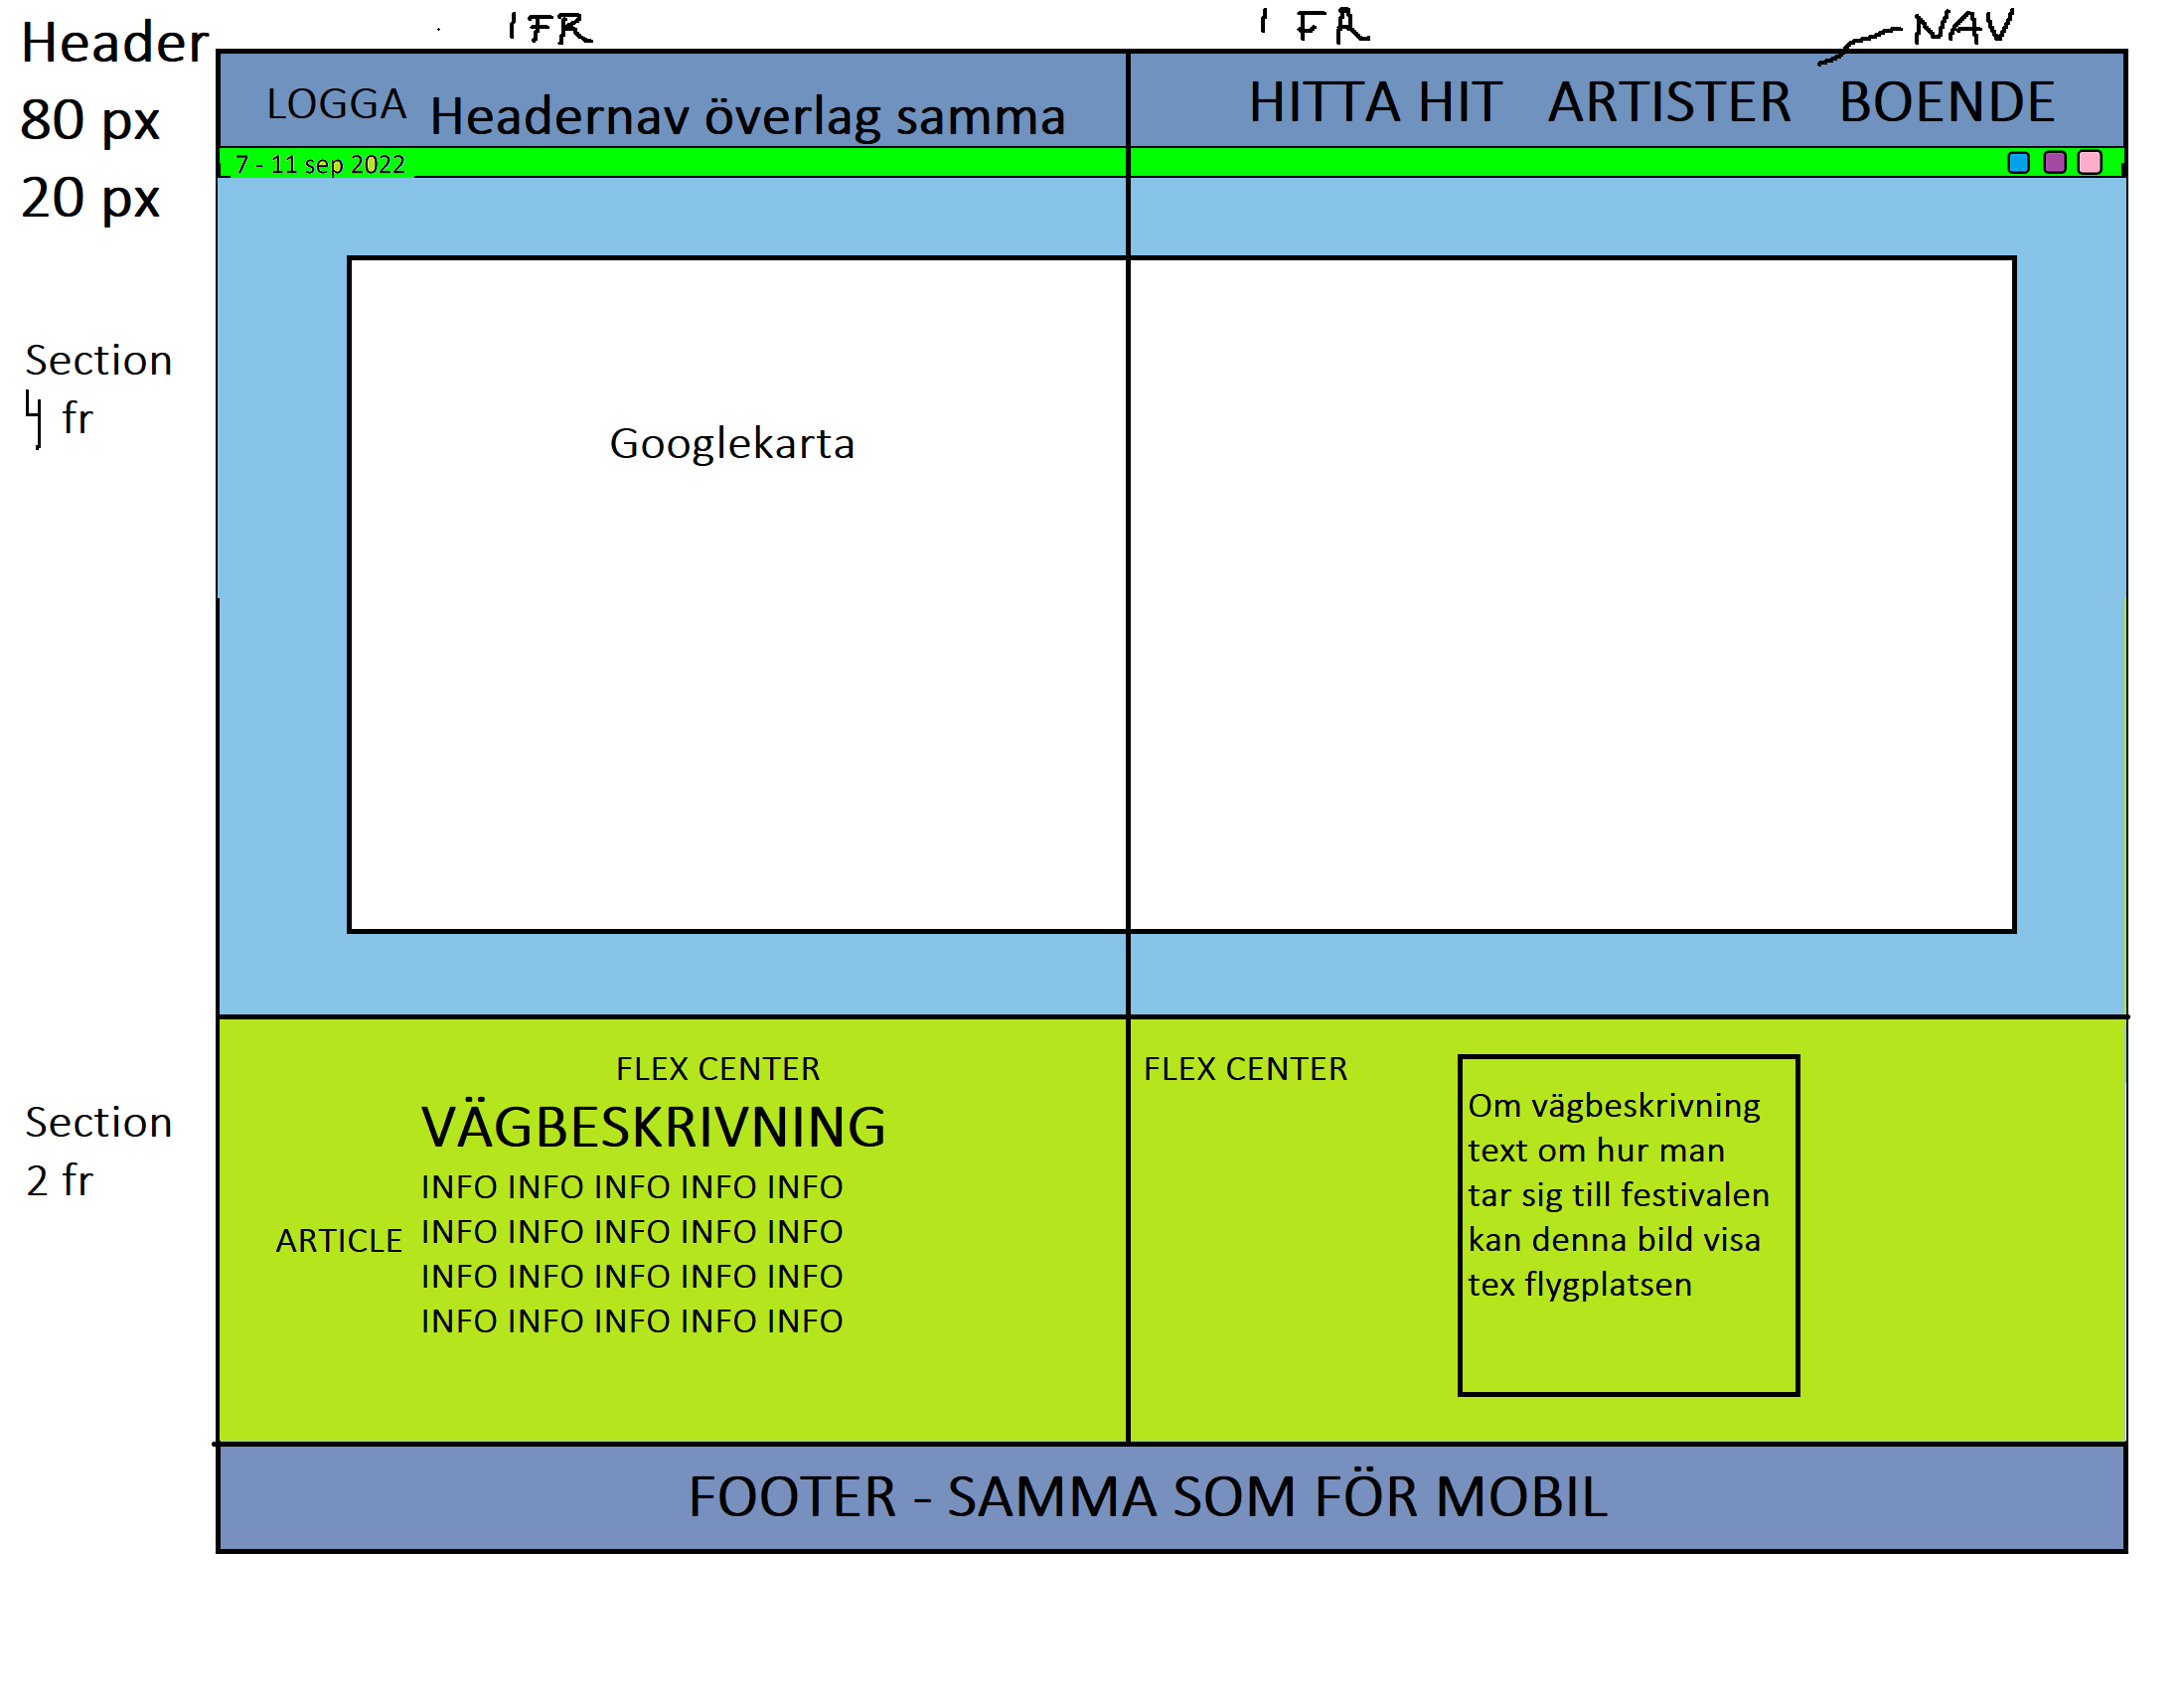 1 FR
1 FR
NAV
Header
80 px
20 px
LOGGA
Headernav överlag samma
HITTA HIT ARTISTER BOENDE
7 - 11 sep 2022
Section
4 fr
Googlekarta
Section
2 fr
FLEX CENTER
VÄGBESKRIVNING
ARTICLE
INFO INFO INFO INFO INFO
INFO INFO INFO INFO INFO
INFO INFO INFO INFO INFO
INFO INFO INFO INFO INFO
FLEX CENTER
Om vägbeskrivning
text om hur man
tar sig till festivalen
kan denna bild visa
tex flygplatsen
FOOTER - SAMMA SOM FÖR MOBIL